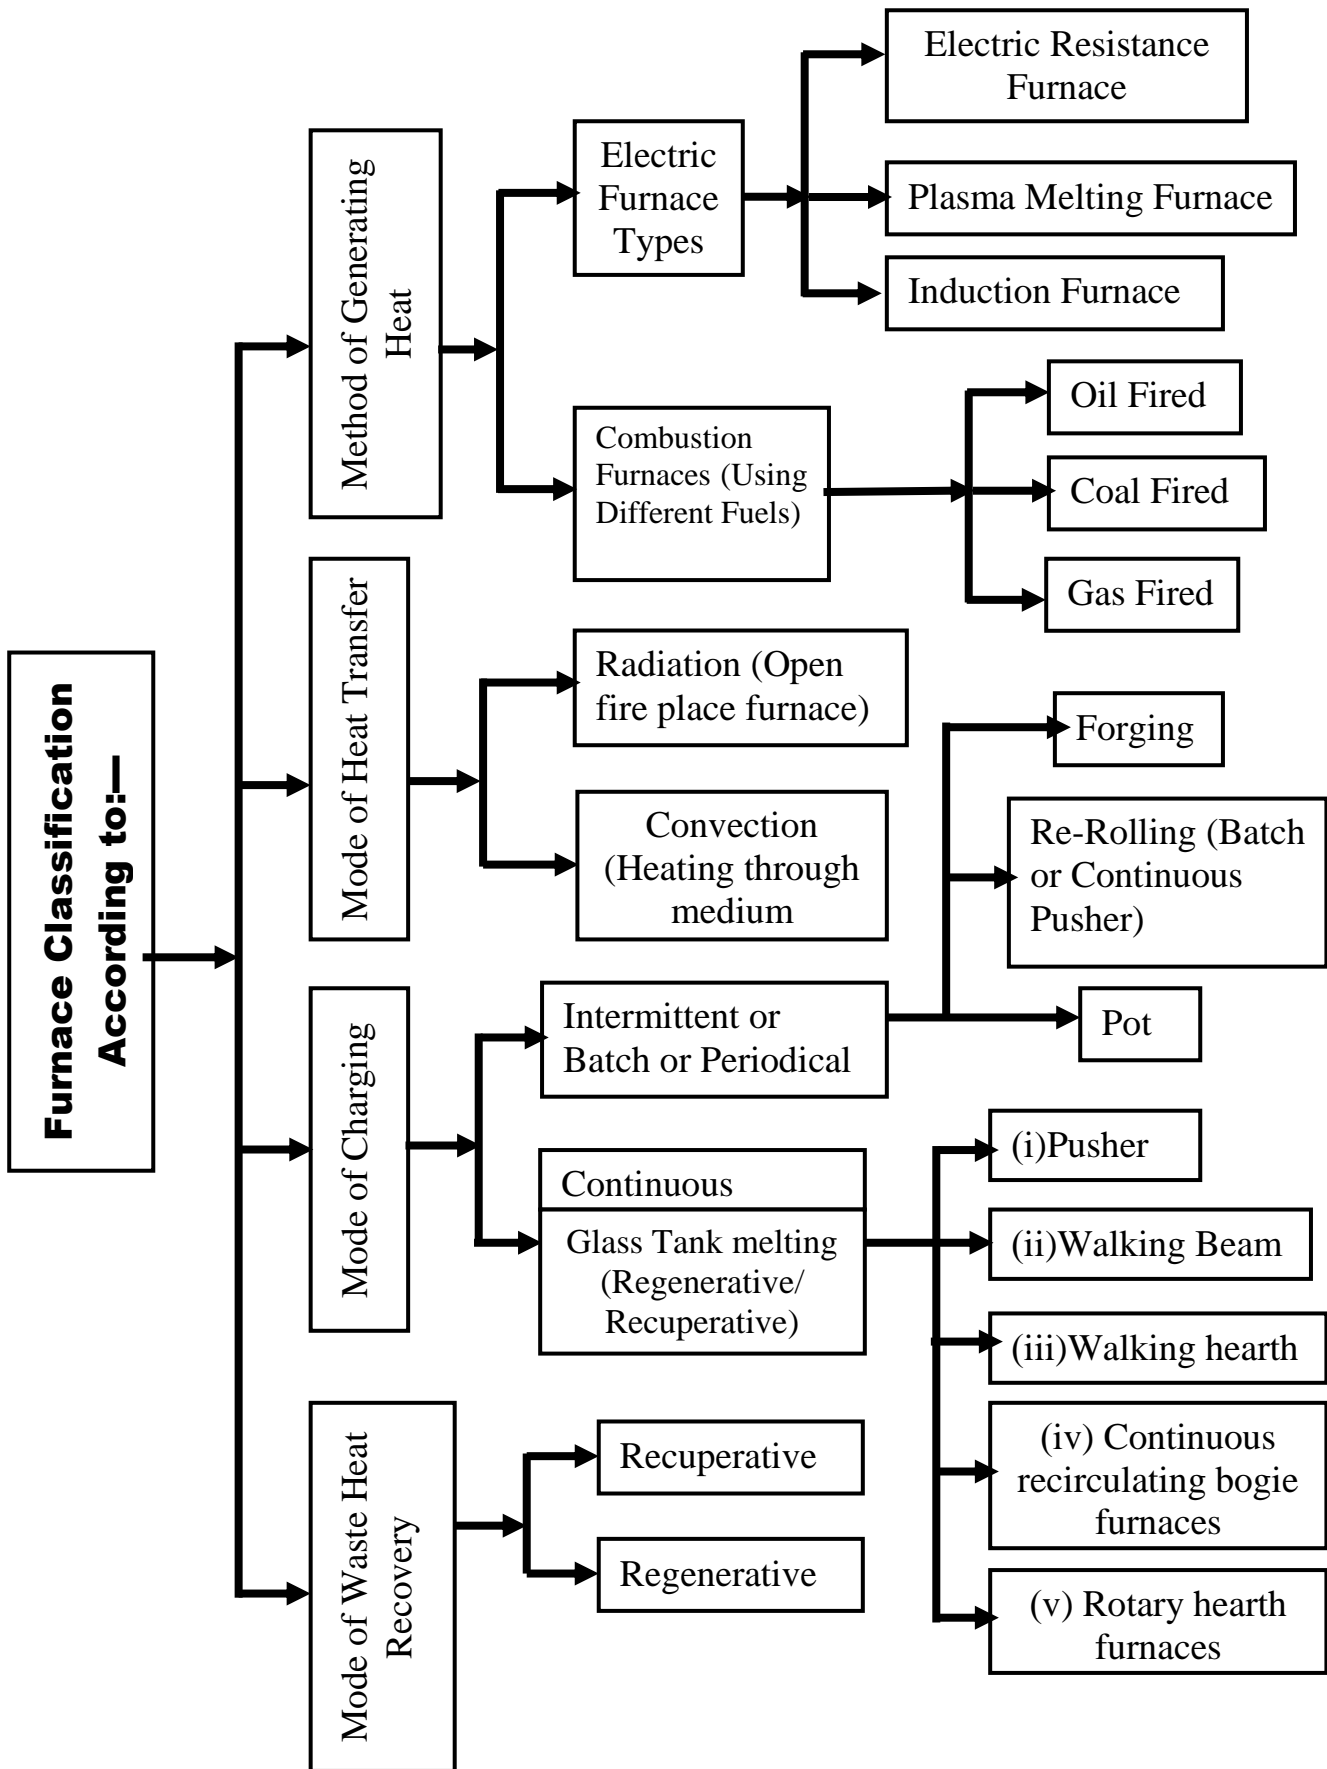 Furnace Classification
According to:—
Method of Generating
Heat
Electric
Furnace
Types
Electric Resistance
Furnace
Plasma Melting Furnace
Induction Furnace
Combustion
Furnaces (Using
Different Fuels)
Oil Fired
Coal Fired
Gas Fired
Mode of Heat Transfer
Radiation (Open
fire place furnace)
Convection
(Heating through
medium
Mode of Charging
Intermittent or
Batch or Periodical
Forging
Re-Rolling (Batch
or Continuous
Pusher)
Pot
Continuous
Glass Tank melting
(Regenerative/
Recuperative)
(i)Pusher
(ii)Walking Beam
(iii)Walking hearth
(iv) Continuous
recirculating bogie
furnaces
(v) Rotary hearth
furnaces
Mode of Waste Heat
Recovery
Recuperative
Regenerative